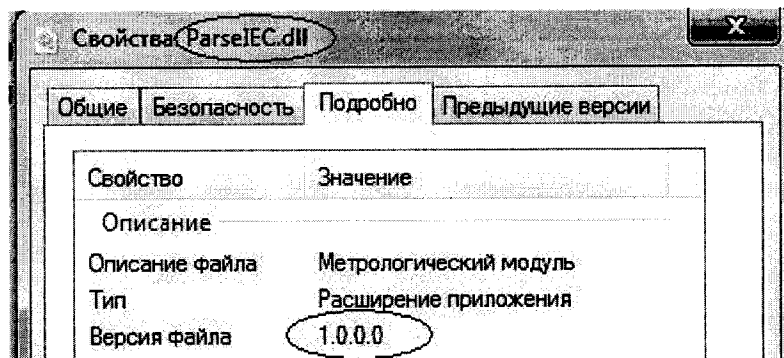 Свойства: ParseIEC.dll
Общие Безопасность Подробно Предыдущие версии
Свойство Значение
Описание
Описание файла Метрологический модуль
Тип Расширение приложения
Версия файла 1.0.0.0